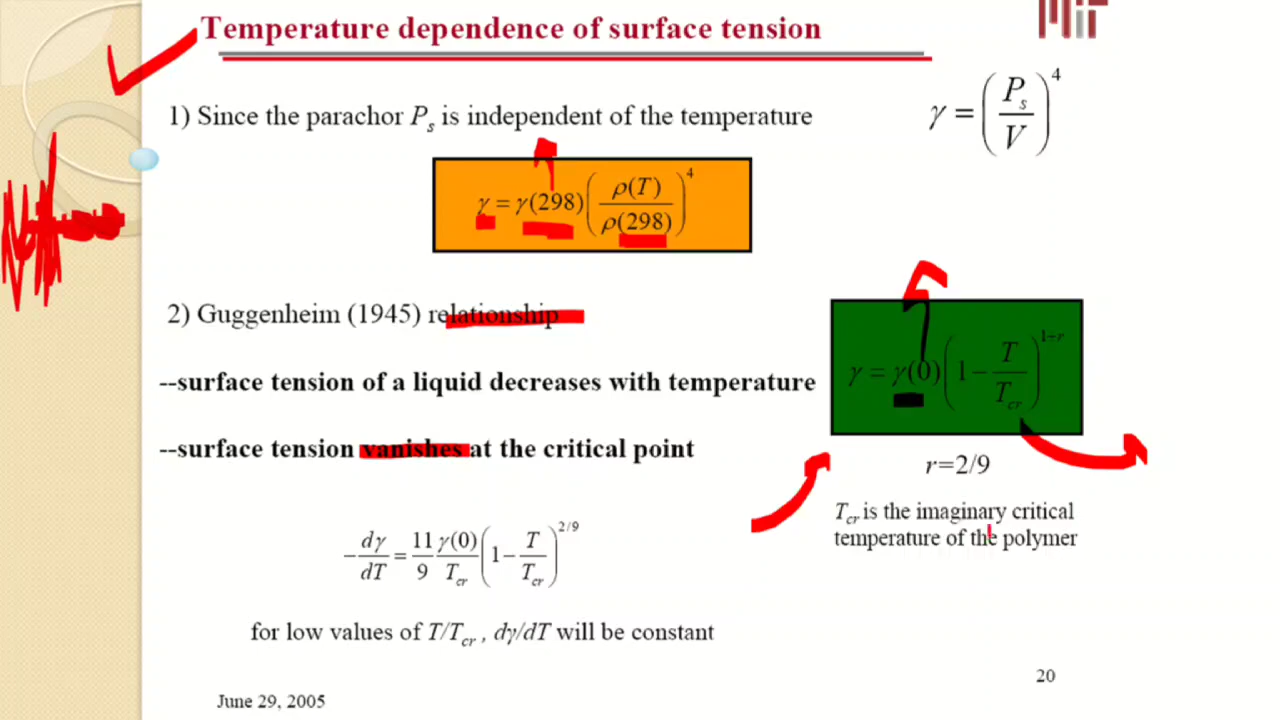 Temperature dependence of surface tension
MIT
1) Since the parachor Pₛ is independent of the temperature
γ = (Pₛ/V)⁴
γ = γ(298)(ρ(T)/ρ(298))⁴
2) Guggenheim (1945) relationship
γ = γ(0)(1 − T/T_cr)^(1+r)
--surface tension of a liquid decreases with temperature
--surface tension vanishes at the critical point
r=2/9
T_cr is the imaginary critical
temperature of the polymer
−dγ/dT = 11/9 γ(0)/T_cr (1 − T/T_cr)^(2/9)
for low values of T/T_cr , dγ/dT will be constant
20
June 29, 2005